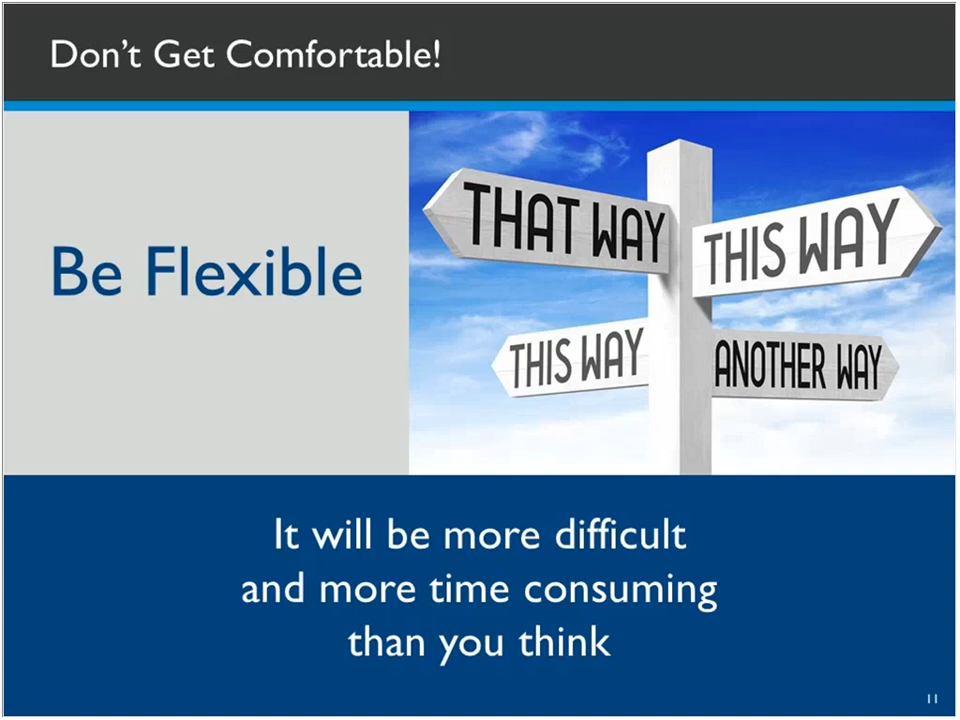 Don't Get Comfortable!
Be Flexible
THAT WAY
THIS WAY
THIS WAY
ANOTHER WAY
It will be more difficult
and more time consuming
than you think
11